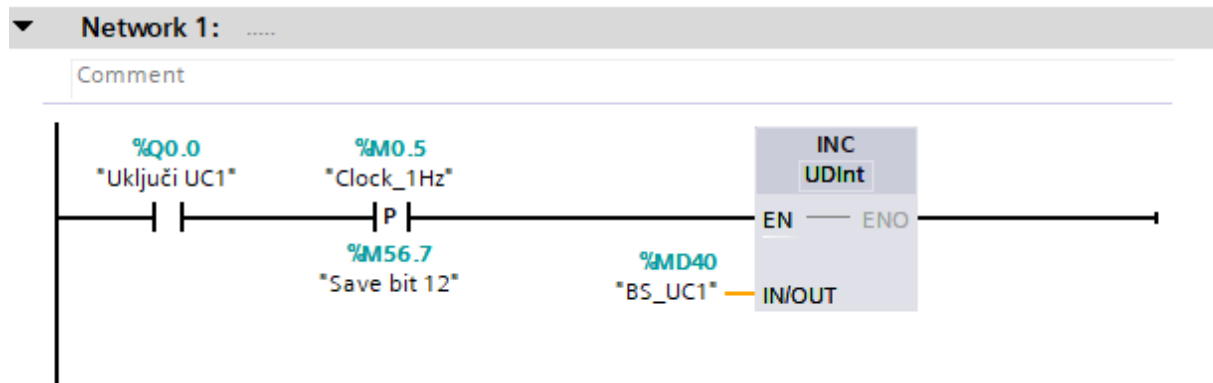 Network 1: .....
Comment
%Q0.0 %M0.5 INC
"Uključi UC1" "Clock_1Hz" UDInt
P EN ENO
%M56.7 %MD40
"Save bit 12" "BS_UC1" IN/OUT